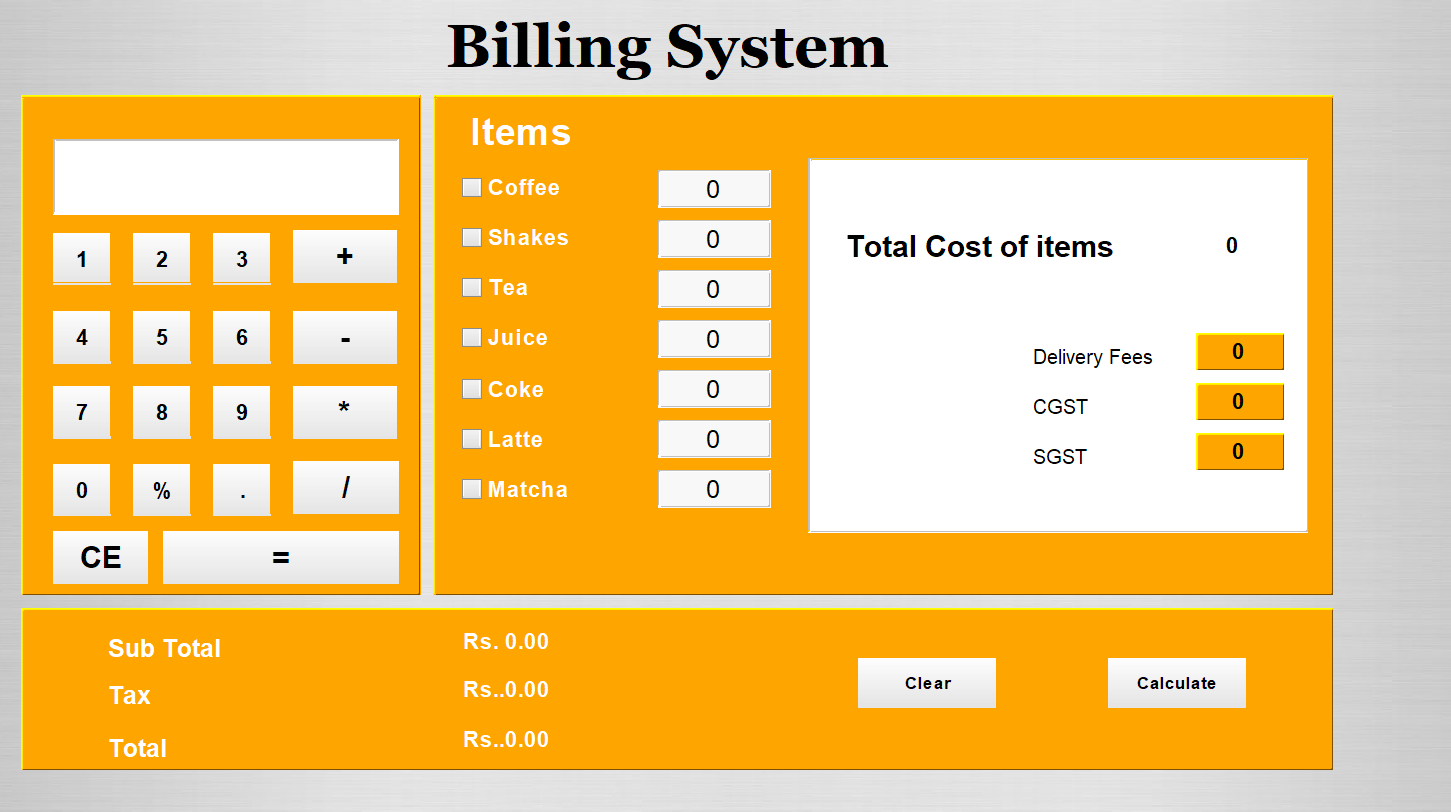 Billing System
1 2 3 +
4 5 6 -
7 8 9 *
0 % . /
CE =
Items
Coffee 0
Shakes 0
Tea 0
Juice 0
Coke 0
Latte 0
Matcha 0
Total Cost of items 0
Delivery Fees 0
CGST 0
SGST 0
Sub Total Rs. 0.00
Tax Rs..0.00
Total Rs..0.00
Clear Calculate